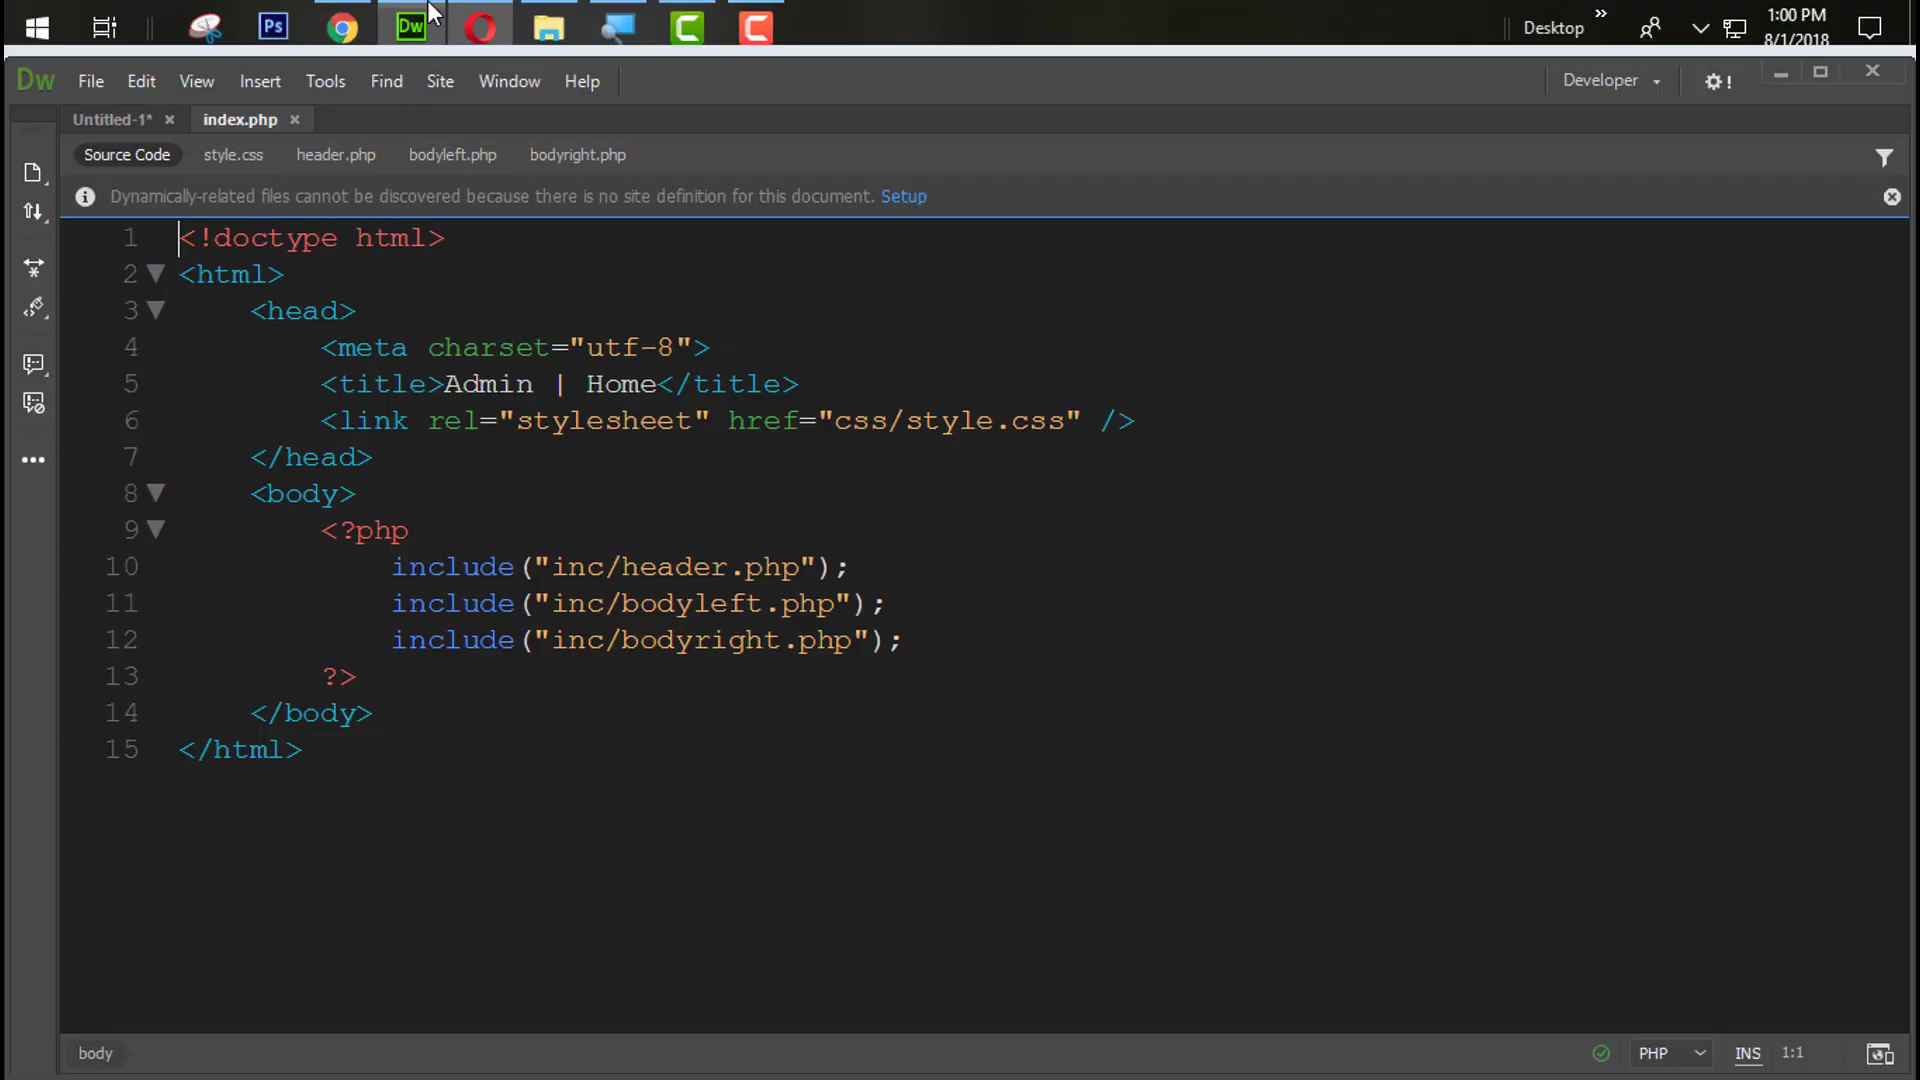 Ps Dw Desktop » 1:00 PM
8/1/2018
Dw File Edit View Insert Tools Find Site Window Help Developer !
Untitled-1* × index.php ×
Source Code style.css header.php bodyleft.php bodyright.php
Dynamically-related files cannot be discovered because there is no site definition for this document. Setup
1 <!doctype html>
2 <html>
3 <head>
4 <meta charset="utf-8">
5 <title>Admin | Home</title>
6 <link rel="stylesheet" href="css/style.css" />
7 </head>
8 <body>
9 <?php
10 include("inc/header.php");
11 include("inc/bodyleft.php");
12 include("inc/bodyright.php");
13 ?>
14 </body>
15 </html>
body PHP INS 1:1